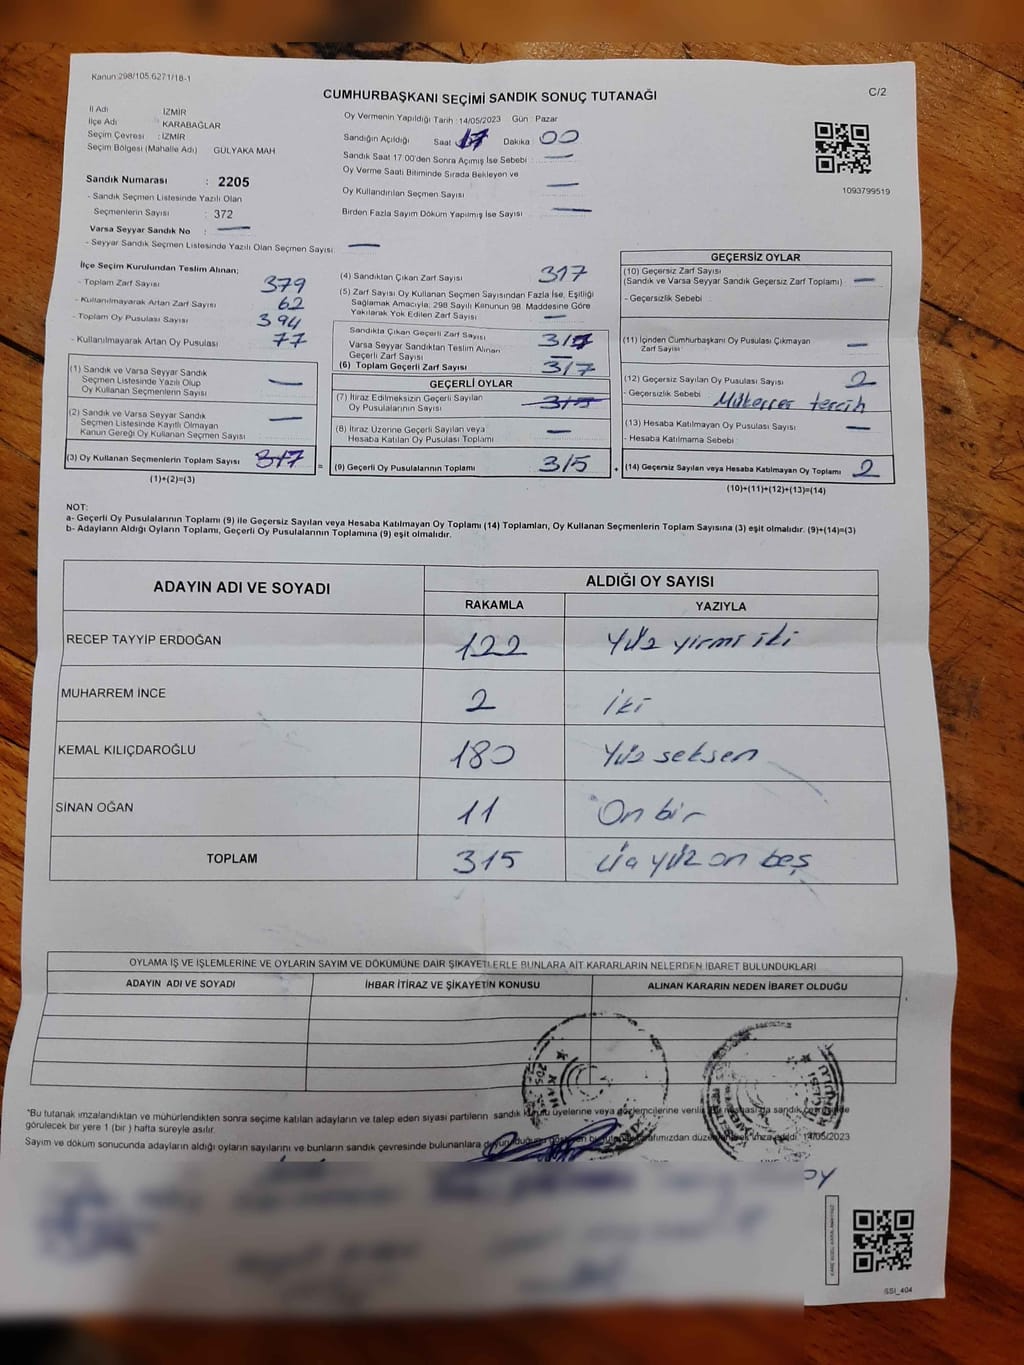 Kanun:298/105.6271/18-1
C/2
CUMHURBAŞKANI SEÇİMİ SANDIK SONUÇ TUTANAĞI
İl Adı : İZMİR
İlçe Adı : KARABAĞLAR
Seçim Çevresi : İZMİR
Seçim Bölgesi (Mahalle Adı) GÜLYAKA MAH
Sandık Numarası : 2205
- Sandık Seçmen Listesinde Yazılı Olan
Seçmenlerin Sayısı : 372
Varsa Seyyar Sandık No : —
- Seyyar Sandık Seçmen Listesinde Yazılı Olan Seçmen Sayısı: —
Oy Vermenin Yapıldığı Tarih :14/05/2023 Gün : Pazar
Sandığın Açıldığı Saat 17 Dakika : 00
Sandık Saat 17:00'den Sonra Açımış İse Sebebi : —
Oy Verme Saati Bitiminde Sırada Bekleyen ve
Oy Kullandırılan Seçmen Sayısı —
Birden Fazla Sayım Döküm Yapılmış İse Sayısı : —
1093799519
İlçe Seçim Kurulundan Teslim Alınan;
- Toplam Zarf Sayısı : 379
- Kullanılmayarak Artan Zarf Sayısı : 62
- Toplam Oy Pusulası Sayısı : 394
- Kullanılmayarak Artan Oy Pusulası : 77
(1) Sandık ve Varsa Seyyar Sandık
Seçmen Listesinde Yazılı Olup
Oy Kullanan Seçmenlerin Sayısı : —
(2) Sandık ve Varsa Seyyar Sandık
Seçmen Listesinde Kayıtlı Olmayan
Kanun Gereği Oy Kullanan Seçmen Sayısı : —
(3) Oy Kullanan Seçmenlerin Toplam Sayısı : 317
(1)+(2)=(3)
(4) Sandıktan Çıkan Zarf Sayısı : 317
(5) Zarf Sayısı Oy Kullanan Seçmen Sayısından Fazla İse, Eşitliği
Sağlamak Amacıyla; 298 Sayılı Kanunun 98. Maddesine Göre
Yakılarak Yok Edilen Zarf Sayısı : —
Sandıkta Çıkan Geçerli Zarf Sayısı : 317
Varsa Seyyar Sandıktan Teslim Alınan
Geçerli Zarf Sayısı : —
(6) Toplam Geçerli Zarf Sayısı : 317
GEÇERLİ OYLAR
(7) İtiraz Edilmeksizin Geçerli Sayılan
Oy Pusulalarının Sayısı : 315
(8) İtiraz Üzerine Geçerli Sayılan veya
Hesaba Katılan Oy Pusulası Toplamı : —
= (9) Geçerli Oy Pusulalarının Toplamı : 315
GEÇERSİZ OYLAR
(10) Geçersiz Zarf Sayısı
(Sandık ve Varsa Seyyar Sandık Geçersiz Zarf Toplamı) : —
- Geçersizlik Sebebi :
(11) İçinden Cumhurbaşkanı Oy Pusulası Çıkmayan
Zarf Sayısı : —
(12) Geçersiz Sayılan Oy Pusulası Sayısı : 2
- Geçersizlik Sebebi : Mükerrer tercih
(13) Hesaba Katılmayan Oy Pusulası Sayısı : —
- Hesaba Katılmama Sebebi :
+ (14) Geçersiz Sayılan veya Hesaba Katılmayan Oy Toplamı : 2
(10)+(11)+(12)+(13)=(14)
NOT:
a- Geçerli Oy Pusulalarının Toplamı (9) ile Geçersiz Sayılan veya Hesaba Katılmayan Oy Toplamı (14) Toplamları, Oy Kullanan Seçmenlerin Toplam Sayısına (3) eşit olmalıdır. (9)+(14)=(3)
b- Adayların Aldığı Oyların Toplamı, Geçerli Oy Pusulalarının Toplamına (9) eşit olmalıdır.
ADAYIN ADI VE SOYADI ALDIĞI OY SAYISI
RAKAMLA YAZIYLA
RECEP TAYYİP ERDOĞAN 122 Yüz yirmi iki
MUHARREM İNCE 2 iki
KEMAL KILIÇDAROĞLU 180 Yüz seksen
SİNAN OĞAN 11 On bir
TOPLAM 315 Üç yüz on beş
OYLAMA İŞ VE İŞLEMLERİNE VE OYLARIN SAYIM VE DÖKÜMÜNE DAİR ŞİKAYETLERLE BUNLARA AİT KARARLARIN NELERDEN İBARET BULUNDUKLARI
ADAYIN ADI VE SOYADI İHBAR İTİRAZ VE ŞİKAYETİN KONUSU ALINAN KARARIN NEDEN İBARET OLDUĞU
*Bu tutanak imzalandıktan ve mühürlendikten sonra seçime katılan adayların ve talep eden siyasi partilerin sandık kurulu üyelerine veya gözlemcilerine verilir. Bir nüshası da sandık çevresinde
görülecek bir yere 1 (bir ) hafta süreyle asılır.
Sayım ve döküm sonucunda adayların aldığı oyların sayılarını ve bunların sandık çevresinde bulunanlara duyurulduğunu 14/05/2023
SSI_404